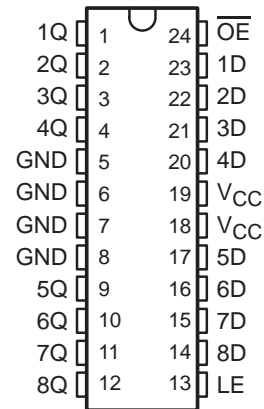 1Q 1 24 OE
2Q 2 23 1D
3Q 3 22 2D
4Q 4 21 3D
GND 5 20 4D
GND 6 19 VCC
GND 7 18 VCC
GND 8 17 5D
5Q 9 16 6D
6Q 10 15 7D
7Q 11 14 8D
8Q 12 13 LE